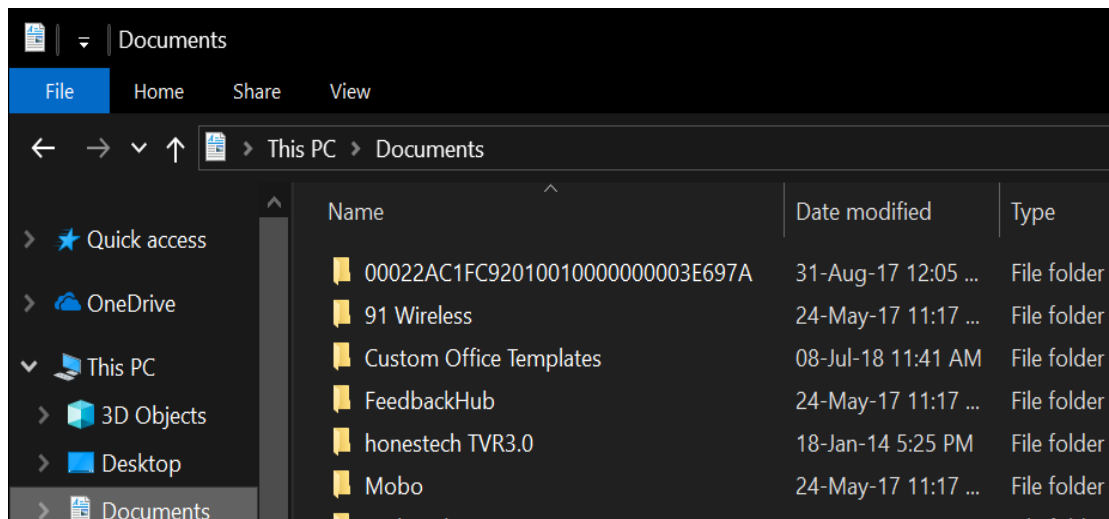 Documents
File Home Share View
This PC > Documents
Name Date modified Type
Quick access
OneDrive
This PC
3D Objects
Desktop
Documents
00022AC1FC92010010000000003E697A 31-Aug-17 12:05 ... File folder
91 Wireless 24-May-17 11:17 ... File folder
Custom Office Templates 08-Jul-18 11:41 AM File folder
FeedbackHub 24-May-17 11:17 ... File folder
honestech TVR3.0 18-Jan-14 5:25 PM File folder
Mobo 24-May-17 11:17 ... File folder